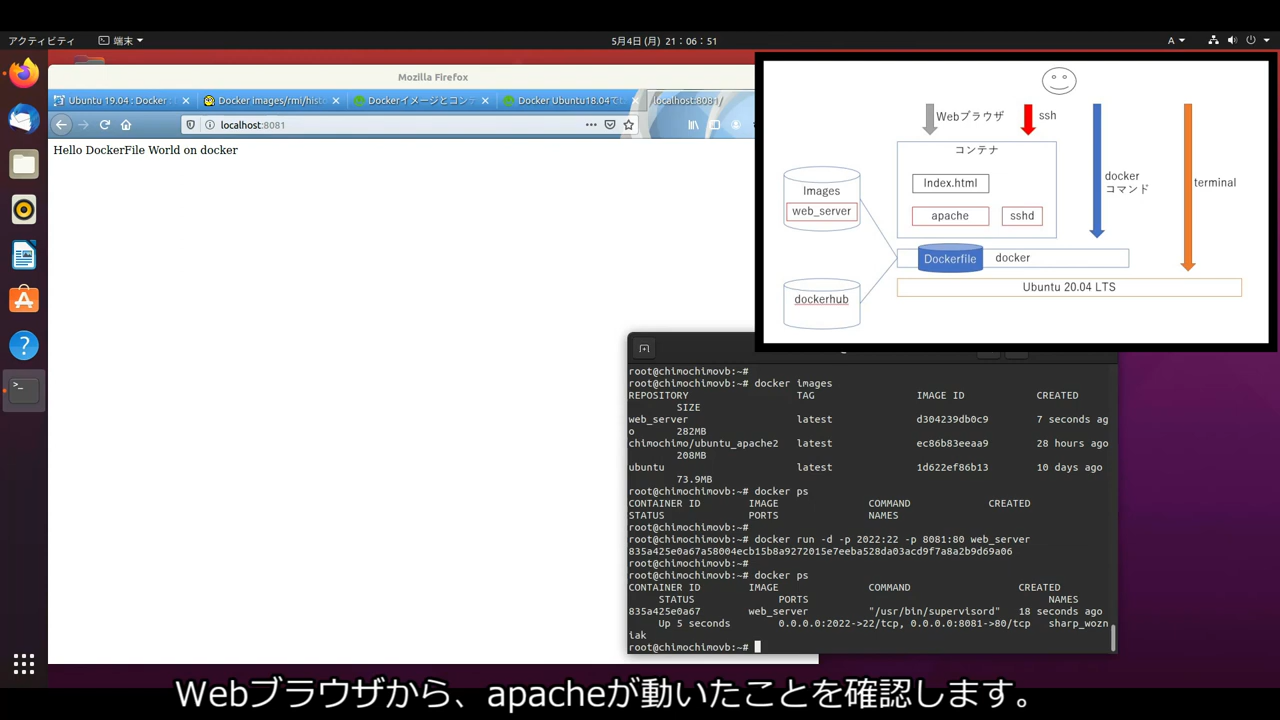 アクティビティ
端末
5月4日 (月) 21：06：51
A
Mozilla Firefox
Ubuntu 19.04 : Docker :
Docker images/rmi/histo
Dockerイメージとコンテ
Docker Ubuntu18.04でセ
localhost:8081/
localhost:8081
Hello DockerFile World on docker
Webブラウザ
ssh
コンテナ
Index.html
apache
sshd
Images
web_server
docker
コマンド
terminal
Dockerfile
docker
dockerhub
Ubuntu 20.04 LTS
root@chimochimovb:~#
root@chimochimovb:~# docker images
REPOSITORY TAG IMAGE ID CREATED
SIZE
web_server latest d304239db0c9 7 seconds ag
o 282MB
chimochimo/ubuntu_apache2 latest ec86b83eeaa9 28 hours ago
208MB
ubuntu latest 1d622ef86b13 10 days ago
73.9MB
root@chimochimovb:~# docker ps
CONTAINER ID IMAGE COMMAND CREATED
STATUS PORTS NAMES
root@chimochimovb:~#
root@chimochimovb:~# docker run -d -p 2022:22 -p 8081:80 web_server
835a425e0a67a58004ecb15b8a9272015e7eeba528da03acd9f7a8a2b9d69a06
root@chimochimovb:~#
root@chimochimovb:~# docker ps
CONTAINER ID IMAGE COMMAND CREATED
STATUS PORTS NAMES
835a425e0a67 web_server "/usr/bin/supervisord" 18 seconds ago
Up 5 seconds 0.0.0.0:2022->22/tcp, 0.0.0.0:8081->80/tcp sharp_wozn
iak
root@chimochimovb:~#
Webブラウザから、apacheが動いたことを確認します。